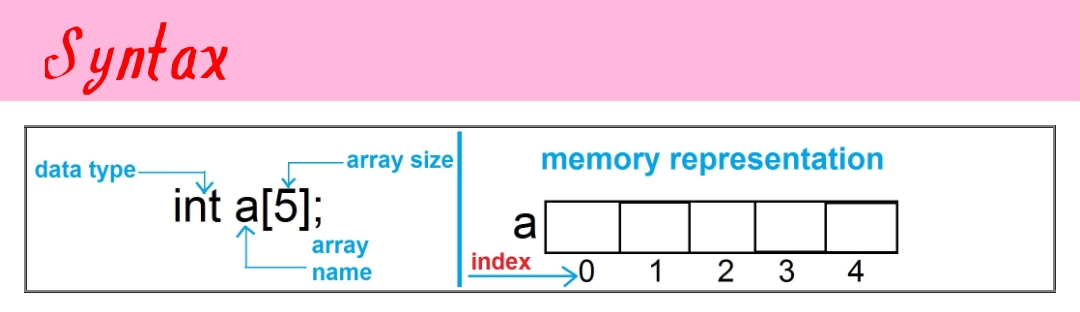 Syntax
data type
array size
int a[5];
array
name
memory representation
a
index
0 1 2 3 4